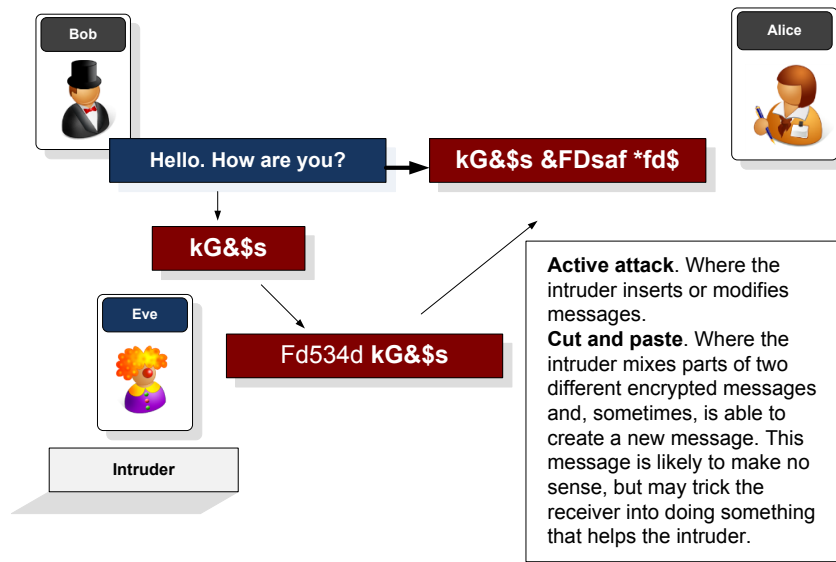 Bob
Alice
Hello. How are you?
kG&$s &FDsaf *fd$
kG&$s
Eve
Fd534d kG&$s
Intruder
Active attack. Where the
intruder inserts or modifies
messages.
Cut and paste. Where the
intruder mixes parts of two
different encrypted messages
and, sometimes, is able to
create a new message. This
message is likely to make no
sense, but may trick the
receiver into doing something
that helps the intruder.